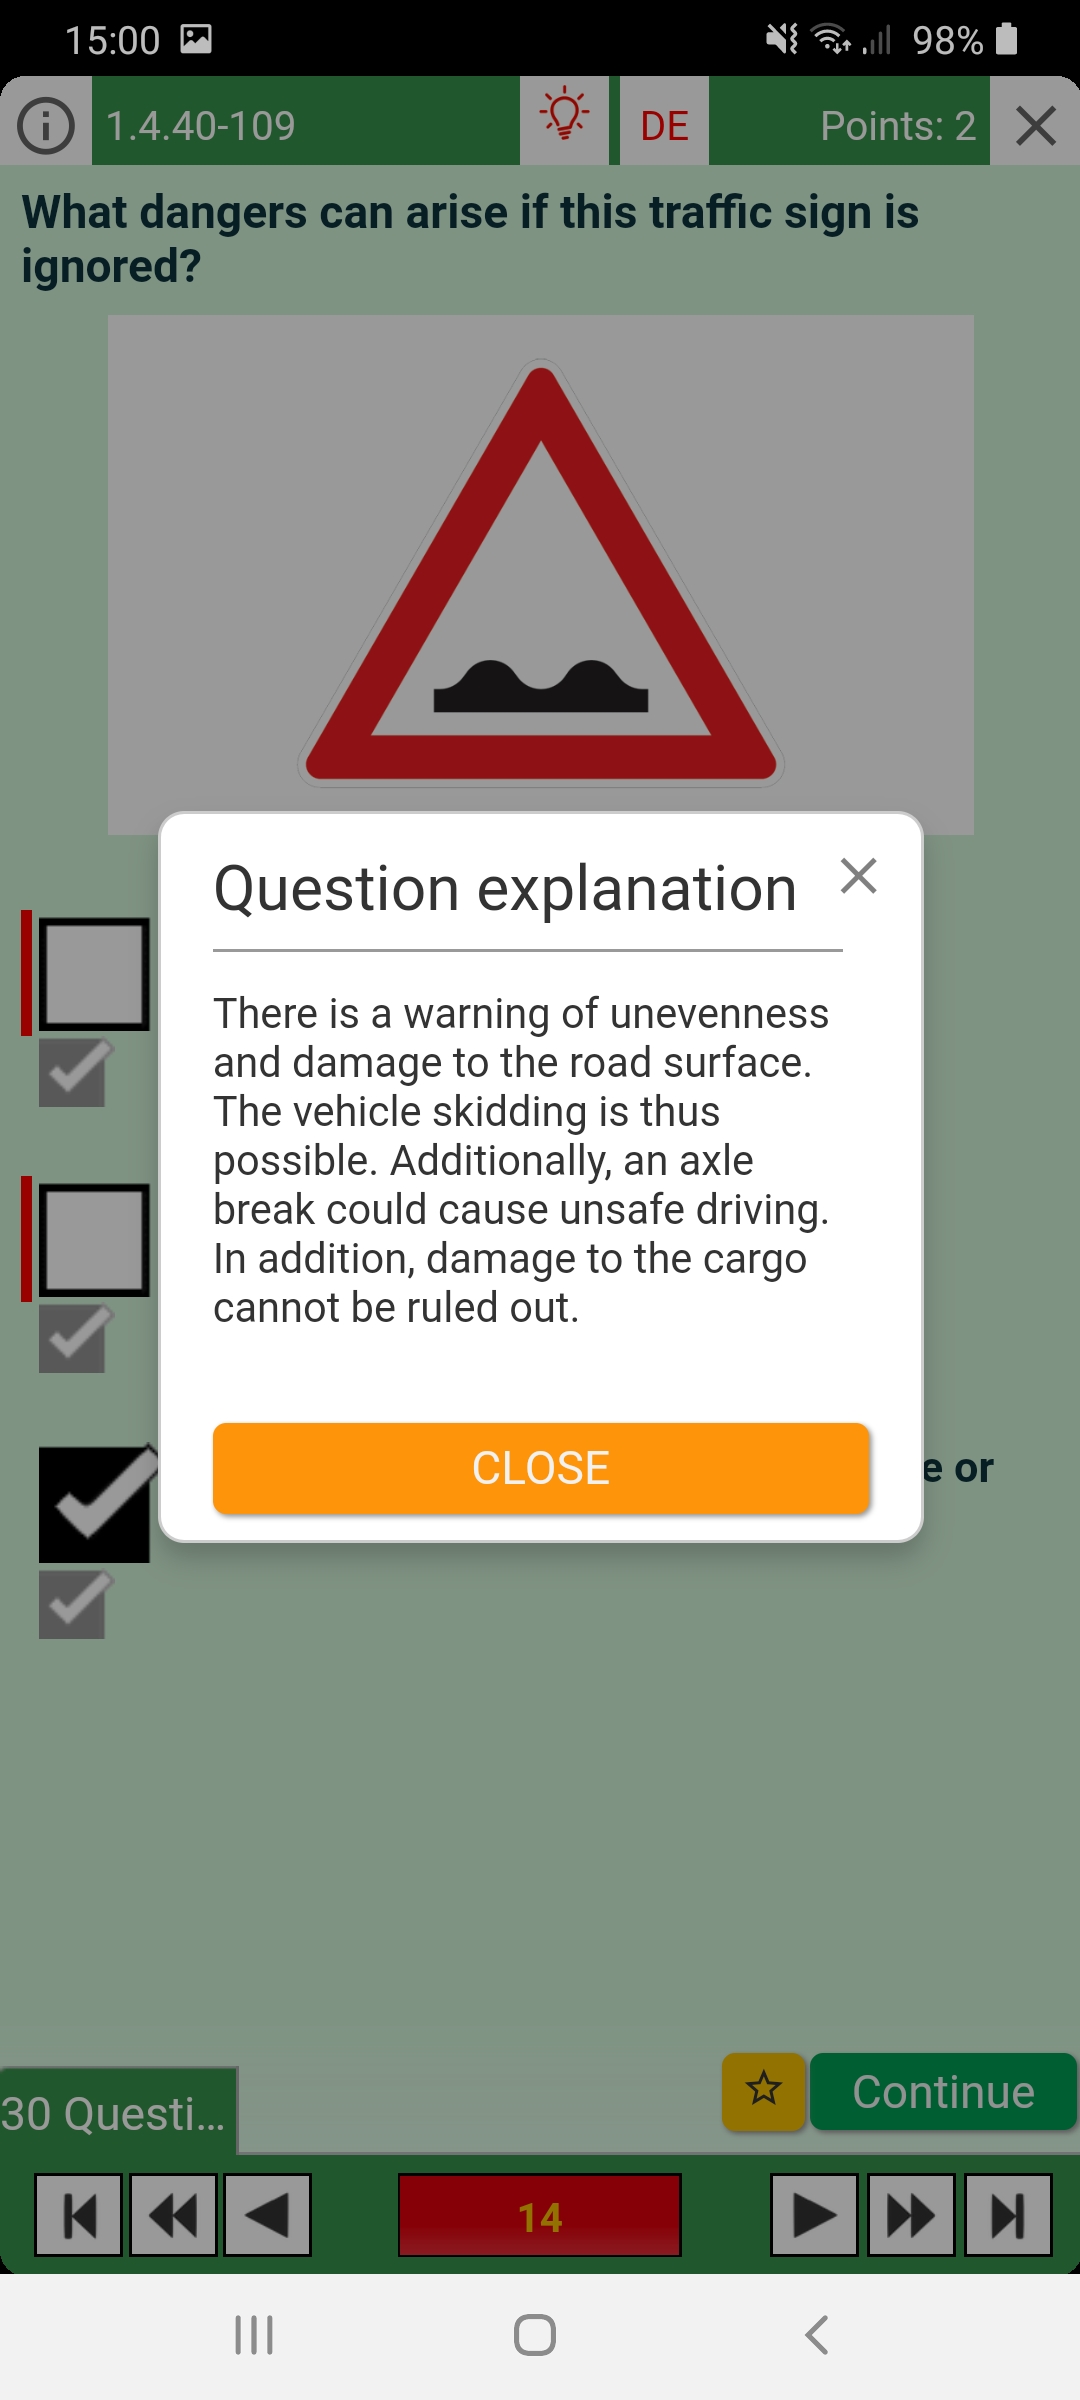 15:00 98%
1.4.40-109 DE Points: 2
What dangers can arise if this traffic sign is
ignored?
Question explanation
There is a warning of unevenness
and damage to the road surface.
The vehicle skidding is thus
possible. Additionally, an axle
break could cause unsafe driving.
In addition, damage to the cargo
cannot be ruled out.
CLOSE
or
30 Questi...
Continue
14